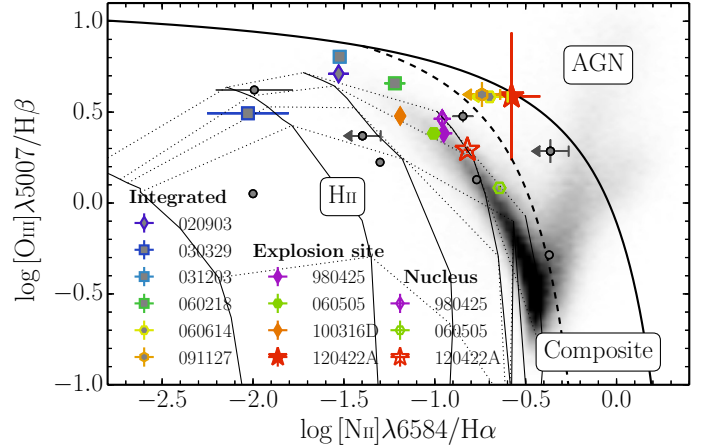 log [OIII]λ5007/Hβ
1.0
0.5
0.0
−0.5
−1.0
AGN
HII
Composite
Integrated
020903
030329
031203
060218
060614
091127
Explosion site
980425
060505
100316D
120422A
Nucleus
980425
060505
120422A
−2.5
−2.0
−1.5
−1.0
−0.5
0.0
log [NII]λ6584/Hα